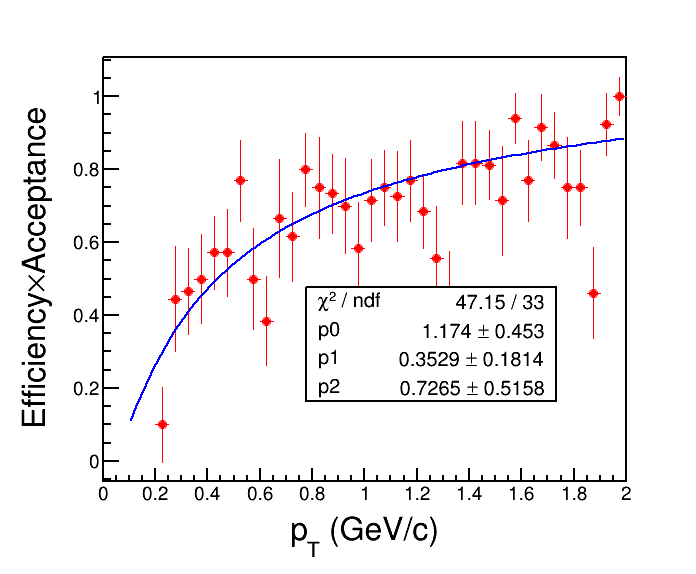 Efficiency×Acceptance
1
0.8
0.6
0.4
0.2
0
χ² / ndf 47.15 / 33
p0 1.174 ± 0.453
p1 0.3529 ± 0.1814
p2 0.7265 ± 0.5158
0 0.2 0.4 0.6 0.8 1 1.2 1.4 1.6 1.8 2
p_T (GeV/c)